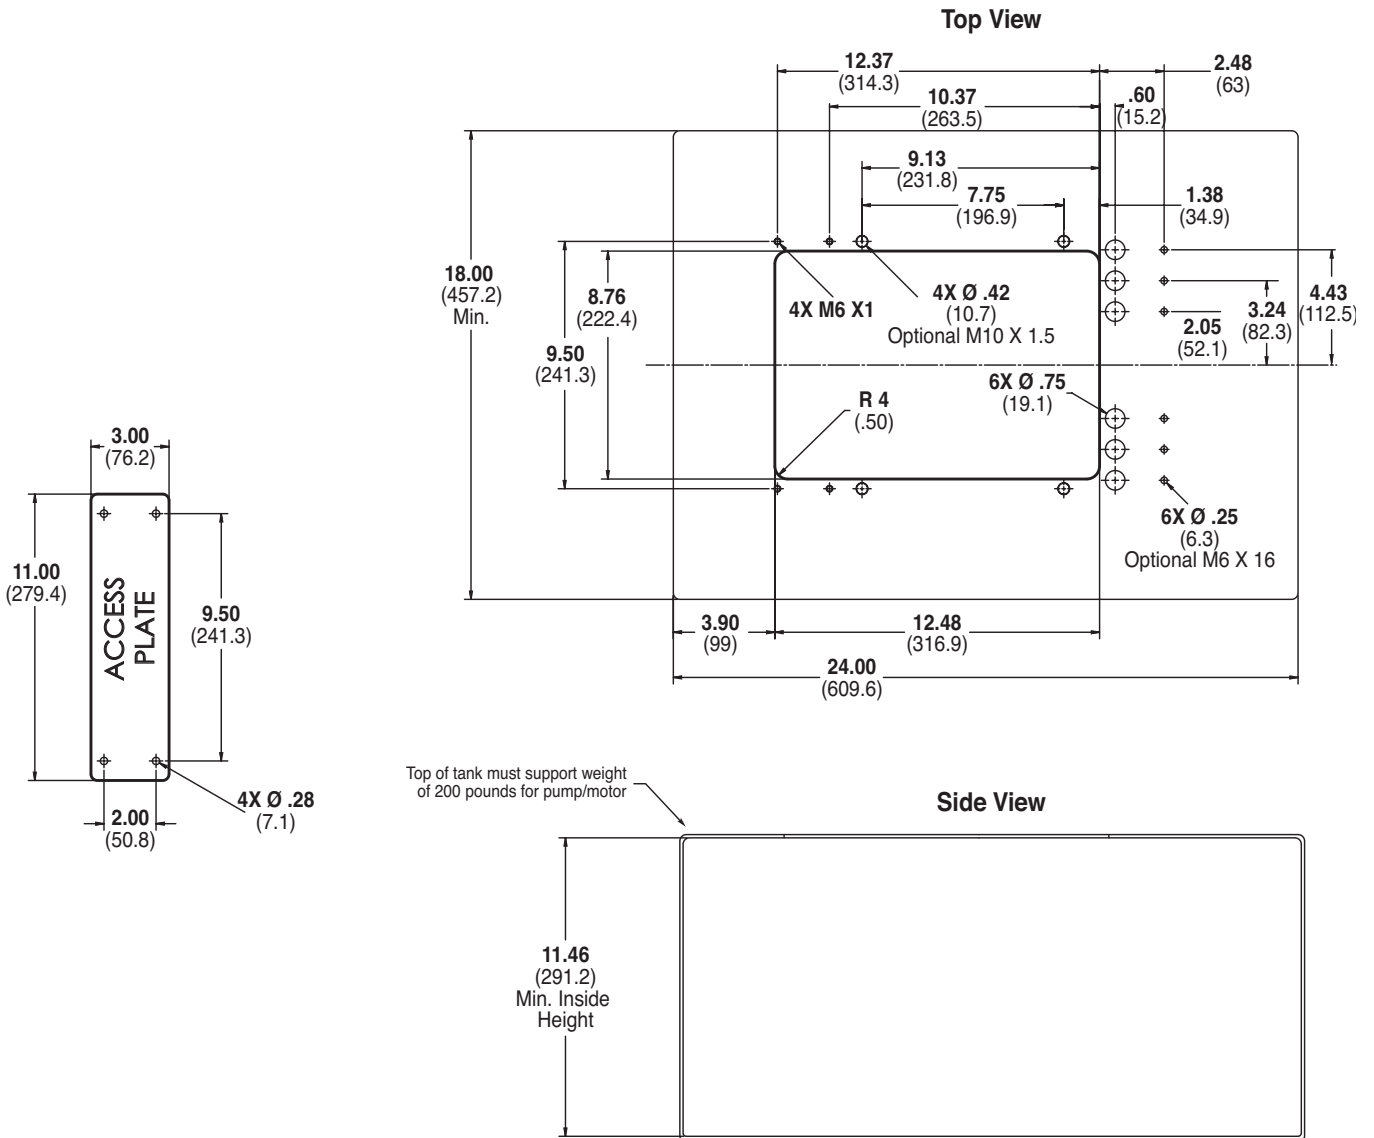 Top View
12.37
(314.3)
2.48
(63)
10.37
(263.5)
.60
(15.2)
9.13
(231.8)
7.75
(196.9)
1.38
(34.9)
18.00
(457.2)
Min.
8.76
(222.4)
9.50
(241.3)
4X M6 X1
4X Ø .42
(10.7)
Optional M10 X 1.5
2.05
(52.1)
3.24
(82.3)
4.43
(112.5)
6X Ø .75
(19.1)
R 4
(.50)
6X Ø .25
(6.3)
Optional M6 X 16
3.90
(99)
12.48
(316.9)
24.00
(609.6)
3.00
(76.2)
11.00
(279.4)
ACCESS
PLATE
9.50
(241.3)
4X Ø .28
(7.1)
2.00
(50.8)
Top of tank must support weight
of 200 pounds for pump/motor
Side View
11.46
(291.2)
Min. Inside
Height